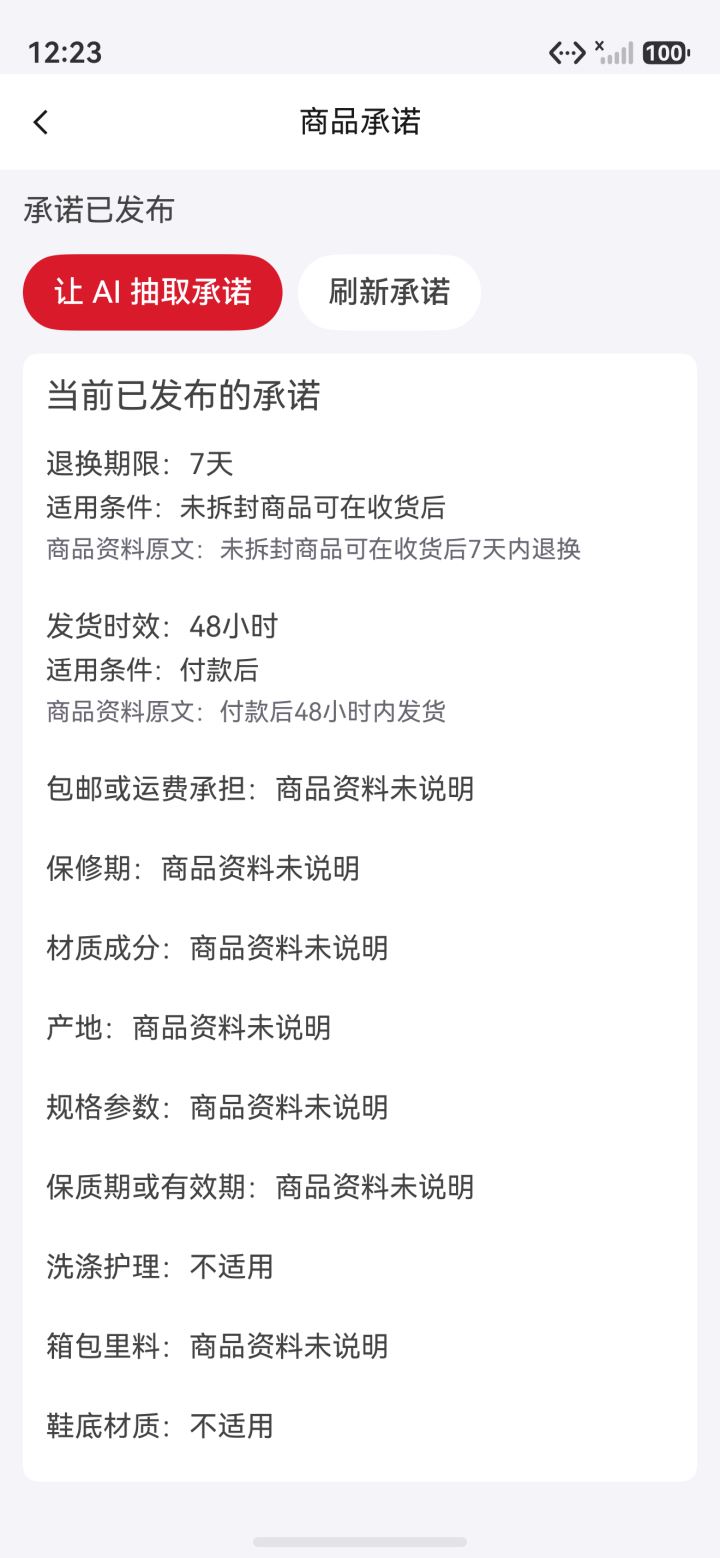 12:23
100
商品承诺
承诺已发布
让 AI 抽取承诺
刷新承诺
当前已发布的承诺
退换期限：7天
适用条件：未拆封商品可在收货后
商品资料原文：未拆封商品可在收货后7天内退换
发货时效：48小时
适用条件：付款后
商品资料原文：付款后48小时内发货
包邮或运费承担：商品资料未说明
保修期：商品资料未说明
材质成分：商品资料未说明
产地：商品资料未说明
规格参数：商品资料未说明
保质期或有效期：商品资料未说明
洗涤护理：不适用
箱包里料：商品资料未说明
鞋底材质：不适用